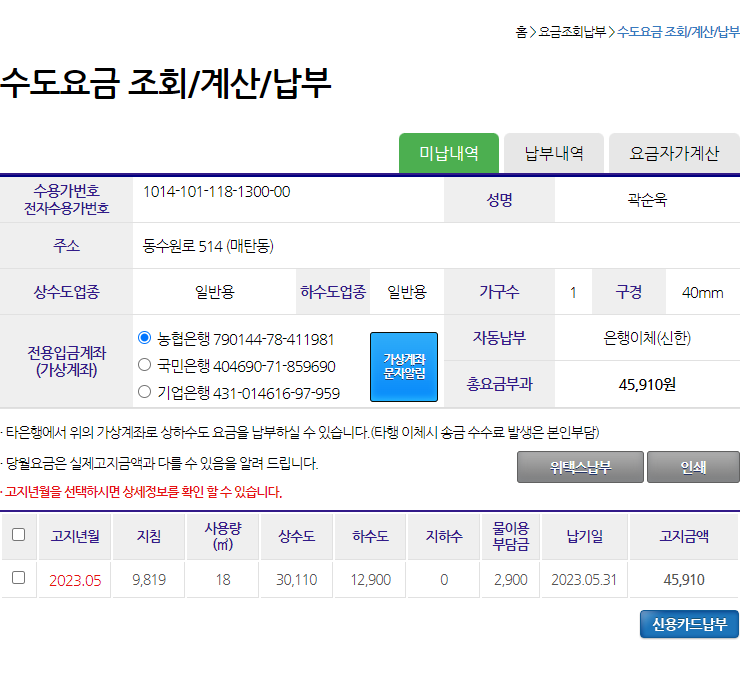 홈 > 요금조회납부 > 수도요금 조회/계산/납부
수도요금 조회/계산/납부
미납내역 납부내역 요금자가계산
수용가번호
전자수용가번호
1014-101-118-1300-00
성명 곽순욱
주소 동수원로 514 (매탄동)
상수도업종 일반용 하수도업종 일반용 가구수 1 구경 40mm
전용입금계좌
(가상계좌)
농협은행 790144-78-411981
국민은행 404690-71-859690
기업은행 431-014616-97-959
가상계좌
문자알림
자동납부 은행이체(신한)
총요금부과 45,910원
· 타은행에서 위의 가상계좌로 상하수도 요금을 납부하실 수 있습니다.(타행 이체시 송금 수수료 발생은 본인부담)
· 당월요금은 실제고지금액과 다를 수 있음을 알려 드립니다.
위택스납부 인쇄
· 고지년월을 선택하시면 상세정보를 확인 할 수 있습니다.
고지년월 지침 사용량 (㎥) 상수도 하수도 지하수 물이용 부담금 납기일 고지금액
2023.05 9,819 18 30,110 12,900 0 2,900 2023.05.31 45,910
신용카드납부